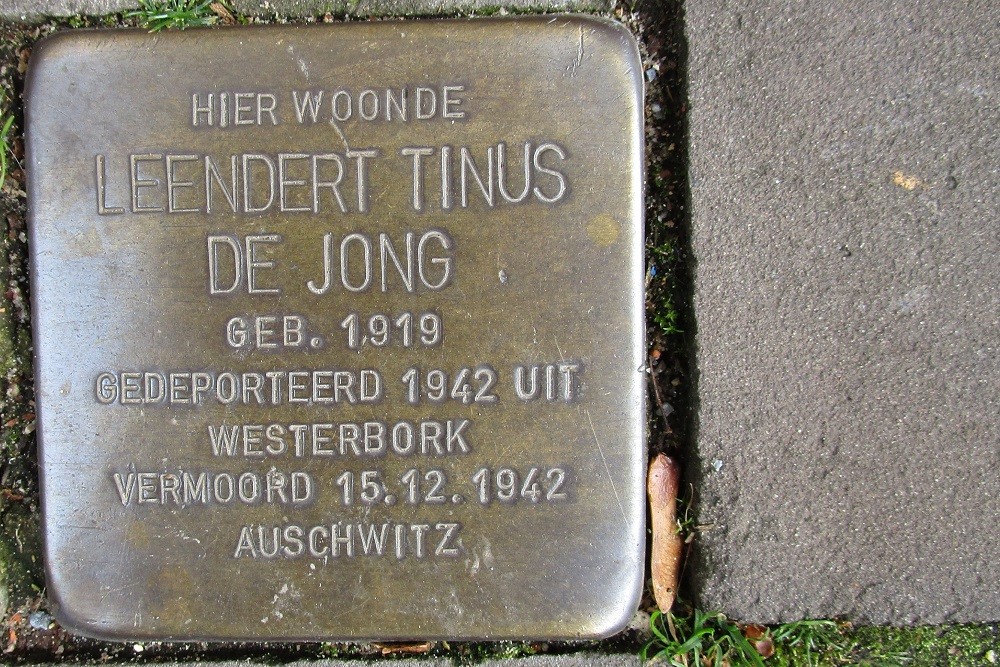 HIER WOONDE
LEENDERT TINUS
DE JONG
GEB. 1919
GEDEPORTEERD 1942 UIT
WESTERBORK
VERMOORD 15.12.1942
AUSCHWITZ